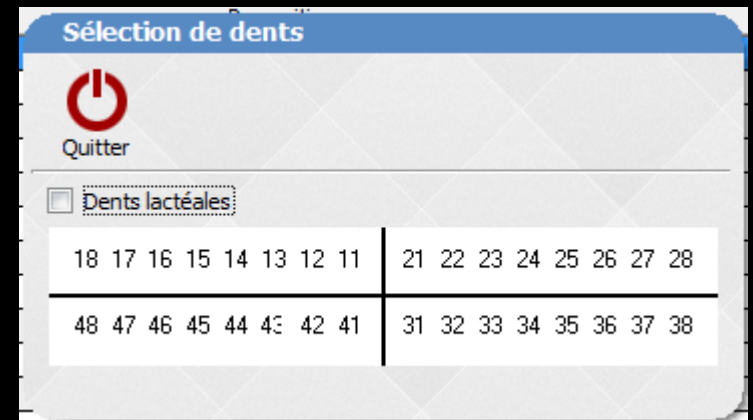 Sélection de dents
Quitter
Dents lactéales
18 17 16 15 14 13 12 11 21 22 23 24 25 26 27 28
48 47 46 45 44 43 42 41 31 32 33 34 35 36 37 38